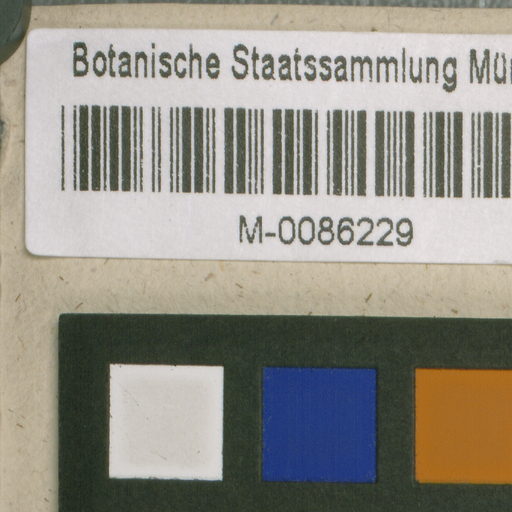 Botanische Staatssammlung
M-0086229